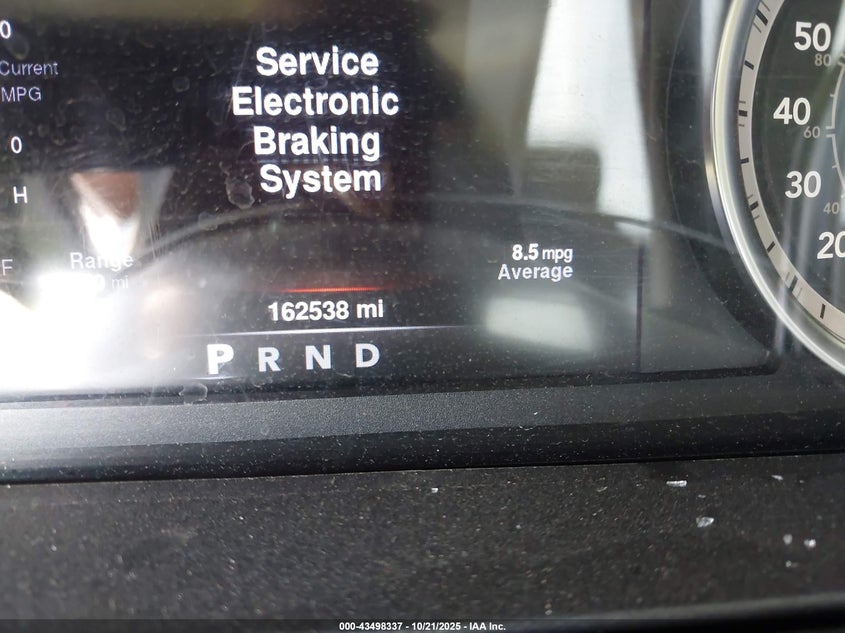 0
Current
MPG
0
H
F
Service
Electronic
Braking
System
Range
mi
8.5 mpg
Average
162538 mi
P R N D
50
80
40
60
30
40
20
000-43498337 - 10/21/2025 - IAA Inc.